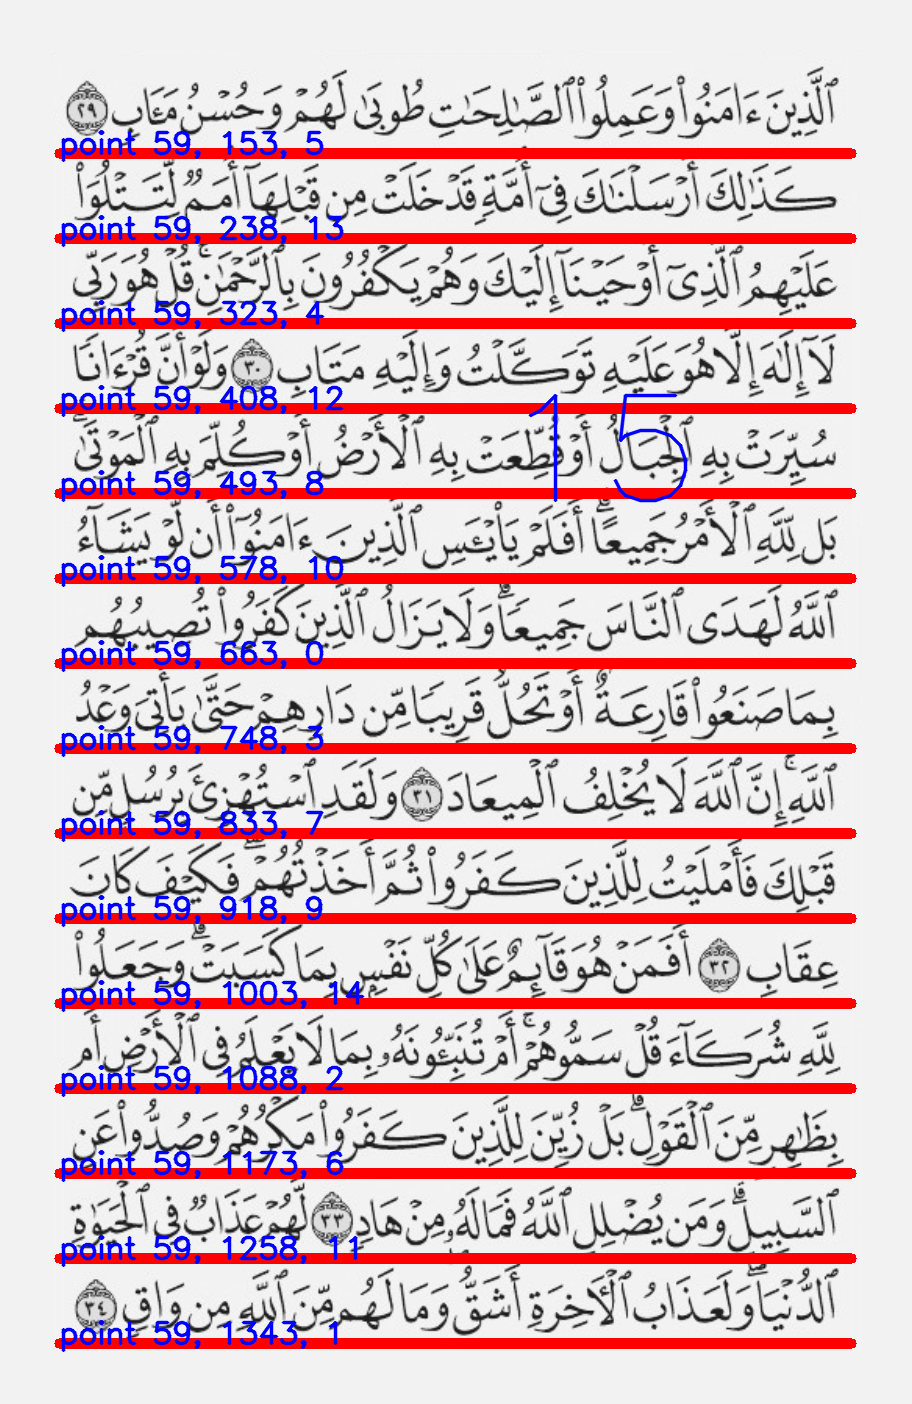 ٱلَّذِينَ ءَامَنُوا۟ وَعَمِلُوا۟ ٱلصَّـٰلِحَـٰتِ طُوبَىٰ لَهُمْ وَحُسْنُ مَـَٔابٍ ٢٩
point 59, 153, 5
كَذَٰلِكَ أَرْسَلْنَـٰكَ فِىٓ أُمَّةٍ قَدْ خَلَتْ مِن قَبْلِهَآ أُمَمٌ لِّتَتْلُوَا۟
point 59, 238, 13
عَلَيْهِمُ ٱلَّذِىٓ أَوْحَيْنَآ إِلَيْكَ وَهُمْ يَكْفُرُونَ بِٱلرَّحْمَـٰنِ ۚ قُلْ هُوَ رَبِّى
point 59, 323, 4
لَآ إِلَـٰهَ إِلَّا هُوَ عَلَيْهِ تَوَكَّلْتُ وَإِلَيْهِ مَتَابِ ٣٠ وَلَوْ أَنَّ قُرْءَانًا
point 59, 408, 12
15
سُيِّرَتْ بِهِ ٱلْجِبَالُ أَوْ قُطِّعَتْ بِهِ ٱلْأَرْضُ أَوْ كُلِّمَ بِهِ ٱلْمَوْتَىٰ ۗ
point 59, 493, 8
بَل لِّلَّهِ ٱلْأَمْرُ جَمِيعًا ۗ أَفَلَمْ يَا۟يْـَٔسِ ٱلَّذِينَ ءَامَنُوٓا۟ أَن لَّوْ يَشَآءُ
point 59, 578, 10
ٱللَّهُ لَهَدَى ٱلنَّاسَ جَمِيعًا ۗ وَلَا يَزَالُ ٱلَّذِينَ كَفَرُوا۟ تُصِيبُهُم
point 59, 663, 0
بِمَا صَنَعُوا۟ قَارِعَةٌ أَوْ تَحُلُّ قَرِيبًا مِّن دَارِهِمْ حَتَّىٰ يَأْتِىَ وَعْدُ
point 59, 748, 3
ٱللَّهِ ۚ إِنَّ ٱللَّهَ لَا يُخْلِفُ ٱلْمِيعَادَ ٣١ وَلَقَدِ ٱسْتُهْزِئَ بِرُسُلٍ مِّن
point 59, 833, 7
قَبْلِكَ فَأَمْلَيْتُ لِلَّذِينَ كَفَرُوا۟ ثُمَّ أَخَذْتُهُمْ ۖ فَكَيْفَ كَانَ
point 59, 918, 9
عِقَابِ ٣٢ أَفَمَنْ هُوَ قَآئِمٌ عَلَىٰ كُلِّ نَفْسٍۭ بِمَا كَسَبَتْ ۗ وَجَعَلُوا۟
point 59, 1003, 14
لِلَّهِ شُرَكَآءَ قُلْ سَمُّوهُمْ ۚ أَمْ تُنَبِّـُٔونَهُۥ بِمَا لَا يَعْلَمُ فِى ٱلْأَرْضِ أَم
point 59, 1088, 2
بِظَـٰهِرٍ مِّنَ ٱلْقَوْلِ ۗ بَلْ زُيِّنَ لِلَّذِينَ كَفَرُوا۟ مَكْرُهُمْ وَصُدُّوا۟ عَنِ
point 59, 1173, 6
ٱلسَّبِيلِ ۗ وَمَن يُضْلِلِ ٱللَّهُ فَمَا لَهُۥ مِنْ هَادٍ ٣٣ لَّهُمْ عَذَابٌ فِى ٱلْحَيَوٰةِ
point 59, 1258, 11
ٱلدُّنْيَا ۖ وَلَعَذَابُ ٱلْـَٔاخِرَةِ أَشَقُّ ۖ وَمَا لَهُم مِّنَ ٱللَّهِ مِن وَاقٍ ٣٤
point 59, 1343, 1